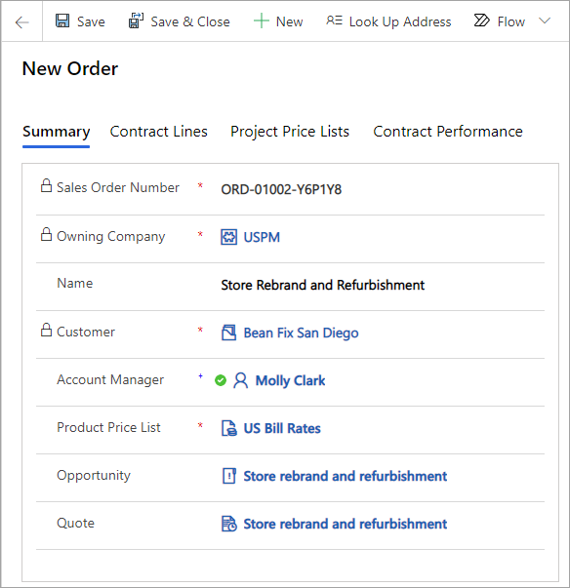 Save Save & Close New Look Up Address Flow
New Order
Summary Contract Lines Project Price Lists Contract Performance
Sales Order Number * ORD-01002-Y6P1Y8
Owning Company * USPM
Name Store Rebrand and Refurbishment
Customer * Bean Fix San Diego
Account Manager + Molly Clark
Product Price List * US Bill Rates
Opportunity Store rebrand and refurbishment
Quote Store rebrand and refurbishment